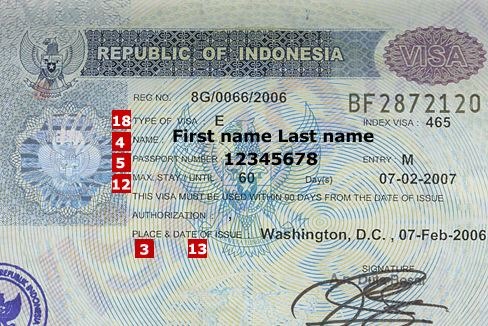 REPUBLIC OF INDONESIA
VISA
REG NO. 8G/0066/2006
BF2872120
18 TYPE OF VISA E INDEX VISA : 465
4 NAME : First name Last name
5 PASSPORT NUMBER 12345678 ENTRY M
12 MAX. STAY / UNTIL 60 Day(s) 07-02-2007
THIS VISA MUST BE USED WITHIN 90 DAYS FROM THE DATE OF ISSUE
AUTHORIZATION : ,
PLACE & DATE OF ISSUE Washington, D.C. , 07-Feb-2006
3 13
SIGNATURE
REPUBLIK INDONESIA